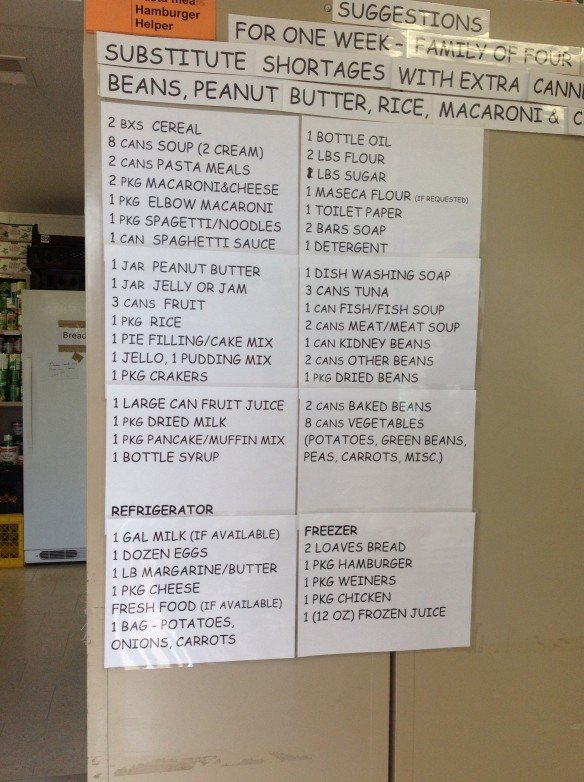 Hamburger
Helper
SUGGESTIONS
FOR ONE WEEK - FAMILY OF FOUR
SUBSTITUTE SHORTAGES WITH EXTRA CANN
BEANS, PEANUT BUTTER, RICE, MACARONI & C
2 BXS CEREAL
8 CANS SOUP (2 CREAM)
2 CANS PASTA MEALS
2 PKG MACARONI&CHEESE
1 PKG ELBOW MACARONI
1 PKG SPAGETTI/NOODLES
1 CAN SPAGHETTI SAUCE
1 JAR PEANUT BUTTER
1 JAR JELLY OR JAM
3 CANS FRUIT
1 PKG RICE
1 PIE FILLING/CAKE MIX
1 JELLO, 1 PUDDING MIX
1 PKG CRAKERS
1 LARGE CAN FRUIT JUICE
1 PKG DRIED MILK
1 PKG PANCAKE/MUFFIN MIX
1 BOTTLE SYRUP
REFRIGERATOR
1 GAL MILK (IF AVAILABLE)
1 DOZEN EGGS
1 LB MARGARINE/BUTTER
1 PKG CHEESE
FRESH FOOD (IF AVAILABLE)
1 BAG - POTATOES,
ONIONS, CARROTS
1 BOTTLE OIL
2 LBS FLOUR
LBS SUGAR
1 MASECA FLOUR (IF REQUESTED)
1 TOILET PAPER
2 BARS SOAP
1 DETERGENT
1 DISH WASHING SOAP
3 CANS TUNA
1 CAN FISH/FISH SOUP
2 CANS MEAT/MEAT SOUP
1 CAN KIDNEY BEANS
2 CANS OTHER BEANS
1 PKG DRIED BEANS
2 CANS BAKED BEANS
8 CANS VEGETABLES
(POTATOES, GREEN BEANS,
PEAS, CARROTS, MISC.)
FREEZER
2 LOAVES BREAD
1 PKG HAMBURGER
1 PKG WEINERS
1 PKG CHICKEN
1 (12 OZ) FROZEN JUICE
Bread